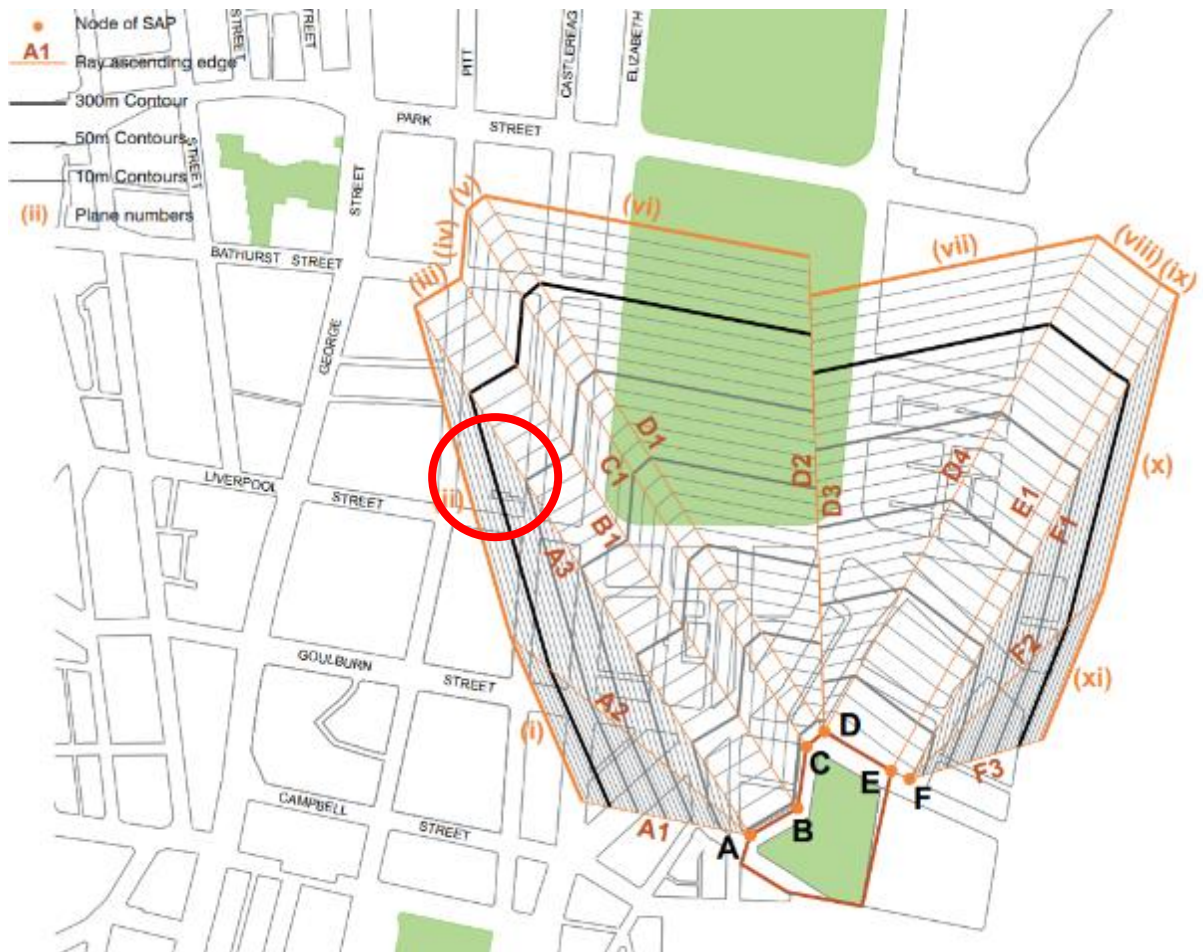 Node of SAP
A1
Ray ascending edge
300m Contour
50m Contours
10m Contours
(ii) Plane numbers
STREET
STREET
PITT
CASTLEREAG
ELIZABETH
PARK STREET
STREET
STREET
BATHURST STREET
GEORGE
LIVERPOOL
STREET
GOULBURN
STREET
CAMPBELL
STREET
(i)
(ii)
(iii)
(iv)
(v)
(vi)
(vii)
(viii)
(ix)
(x)
(xi)
D1
C1
B1
A3
A2
A1
D2
D3
D4
E1
F1
F2
F3
A
B
C
D
E
F